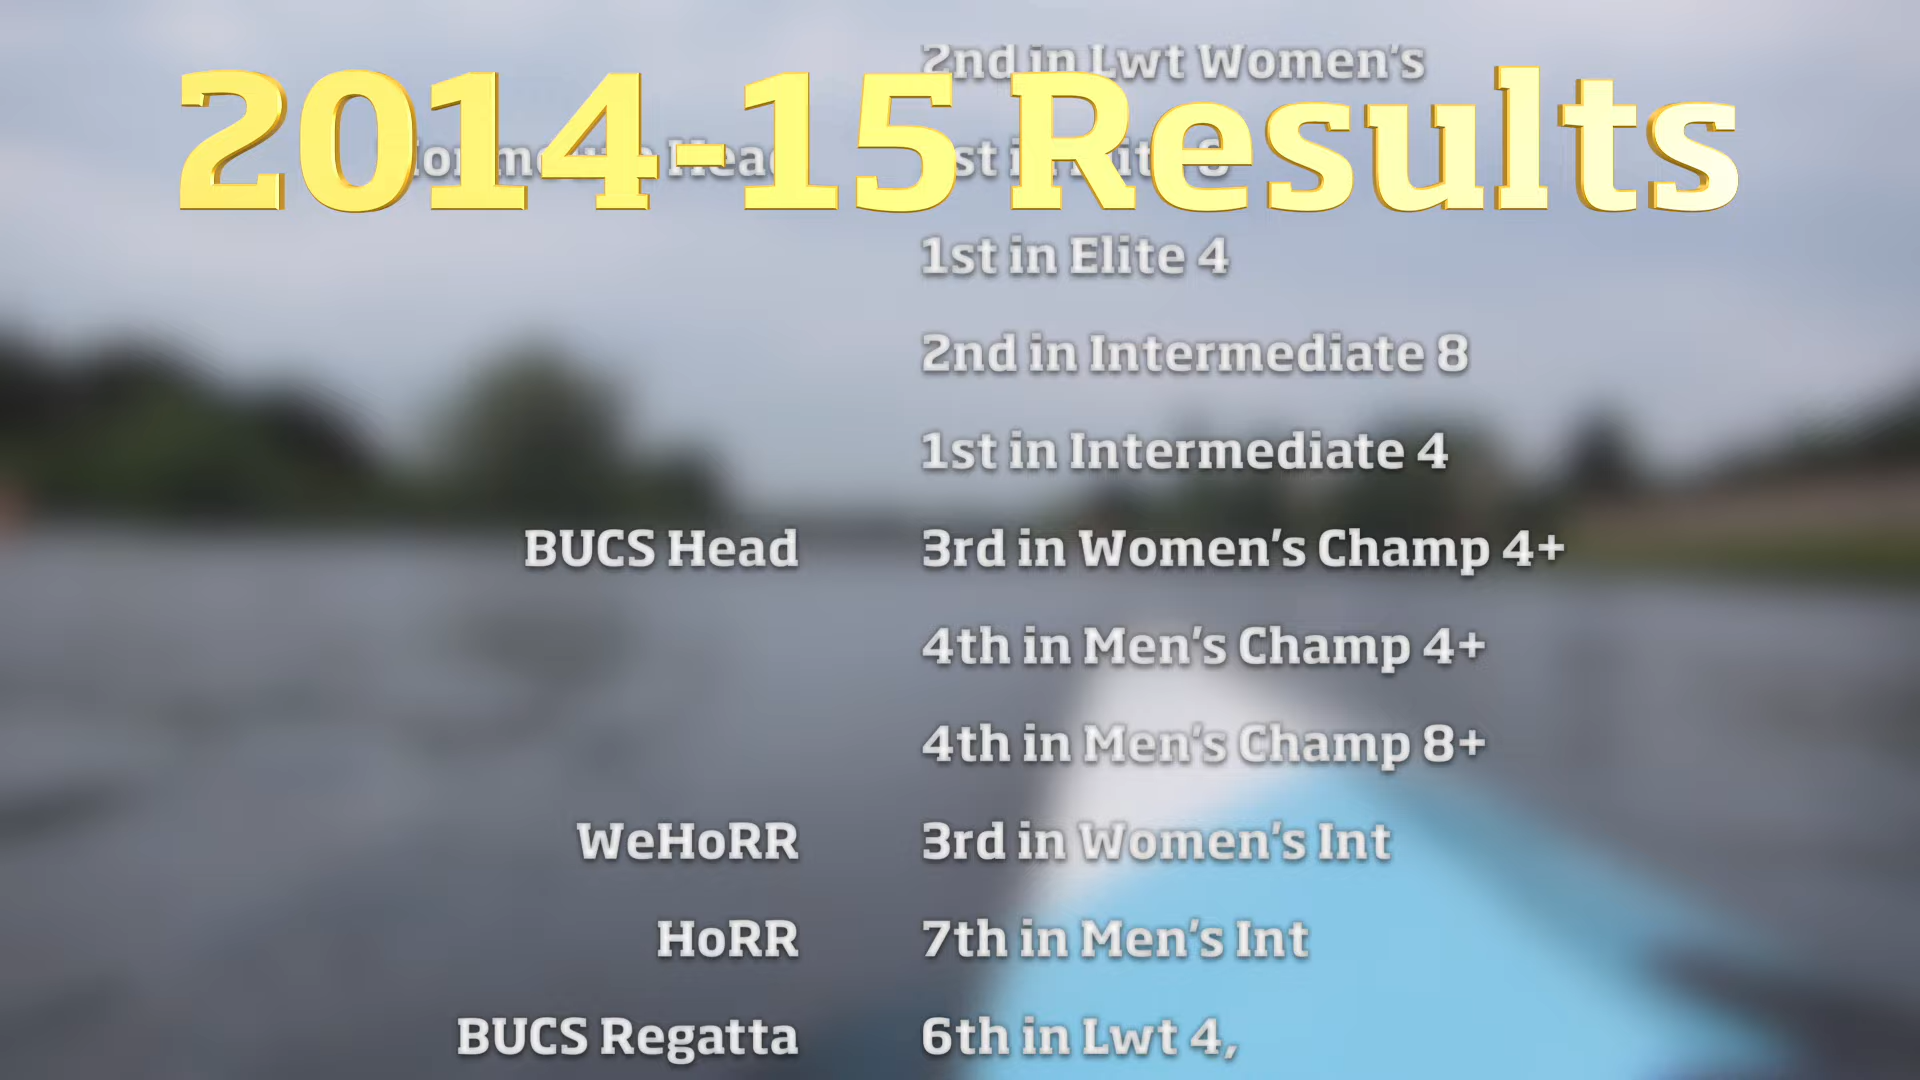 2nd in Lwt Women's
2014-15 Results
Head
1st in Elite 4
2nd in Intermediate 8
1st in Intermediate 4
BUCS Head 3rd in Women's Champ 4+
4th in Men's Champ 4+
4th in Men's Champ 8+
WeHoRR 3rd in Women's Int
HoRR 7th in Men's Int
BUCS Regatta 6th in Lwt 4,